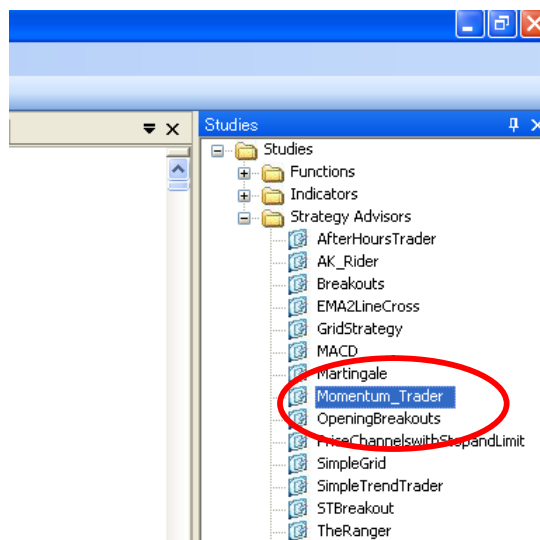 Studies
Studies
Functions
Indicators
Strategy Advisors
AfterHoursTrader
AK_Rider
Breakouts
EMA2LineCross
GridStrategy
MACD
Martingale
Momentum_Trader
OpeningBreakouts
PriceChannelswithStopandLimit
SimpleGrid
SimpleTrendTrader
STBreakout
TheRanger